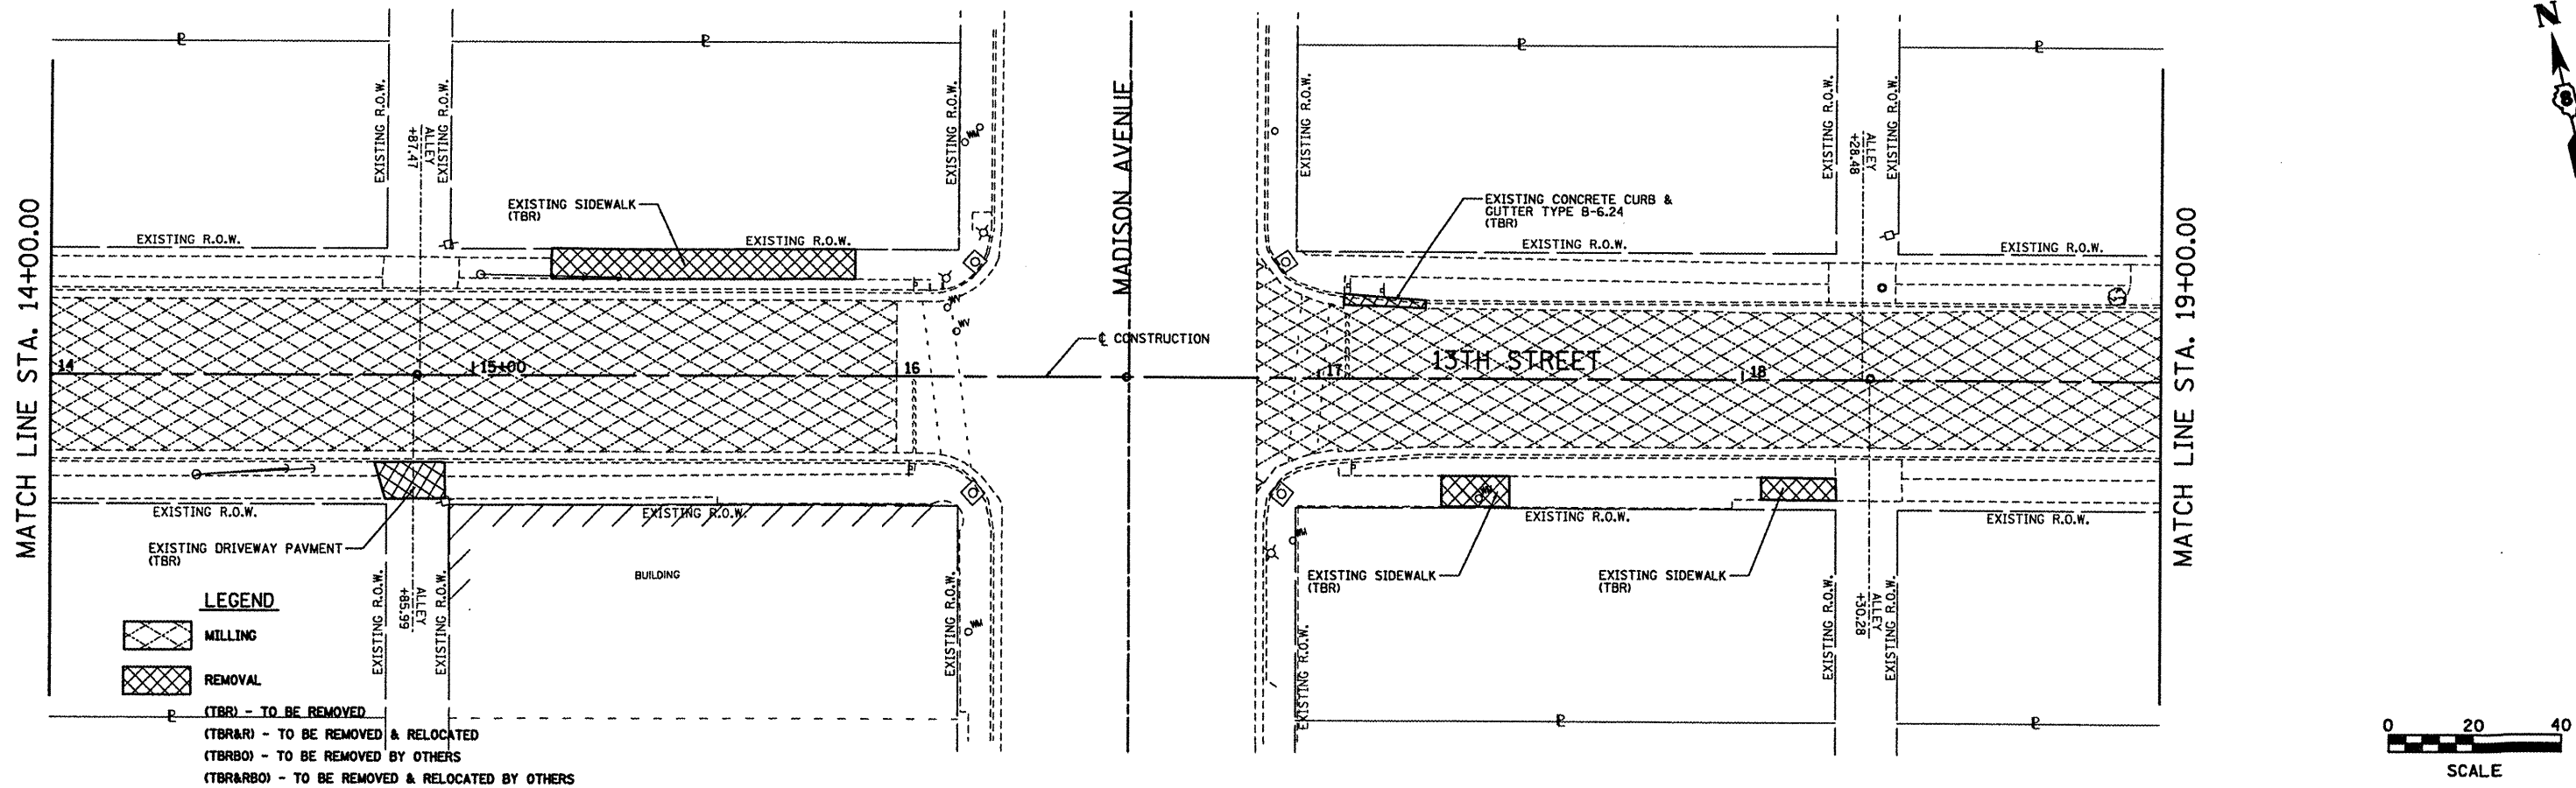 N
S
MATCH LINE STA. 14+00.00
EXISTING R.O.W.
ALLEY
+87.47
EXISTING R.O.W.
EXISTING R.O.W.
MADISON AVENUE
EXISTING R.O.W.
EXISTING R.O.W.
ALLEY
+28.48
EXISTING R.O.W.
WM
EXISTING SIDEWALK
(TBR)
EXISTING CONCRETE CURB &
GUTTER TYPE B-6.24
(TBR)
EXISTING R.O.W.
EXISTING R.O.W.
EXISTING R.O.W.
EXISTING R.O.W.
WV
WV
℄ CONSTRUCTION
14
15+00
16
17
13TH STREET
18
MATCH LINE STA. 19+00.00
EXISTING R.O.W.
EXISTING R.O.W.
EXISTING R.O.W.
EXISTING R.O.W.
EXISTING DRIVEWAY PAVMENT
(TBR)
WM
BUILDING
EXISTING SIDEWALK
(TBR)
EXISTING SIDEWALK
(TBR)
EXISTING R.O.W.
ALLEY
+85.99
EXISTING R.O.W.
EXISTING R.O.W.
WM
EXISTING R.O.W.
EXISTING R.O.W.
ALLEY
+30.28
EXISTING R.O.W.
LEGEND
MILLING
REMOVAL
(TBR) - TO BE REMOVED
(TBR&R) - TO BE REMOVED & RELOCATED
(TBRBO) - TO BE REMOVED BY OTHERS
(TBR&RBO) - TO BE REMOVED & RELOCATED BY OTHERS
0 20 40
SCALE